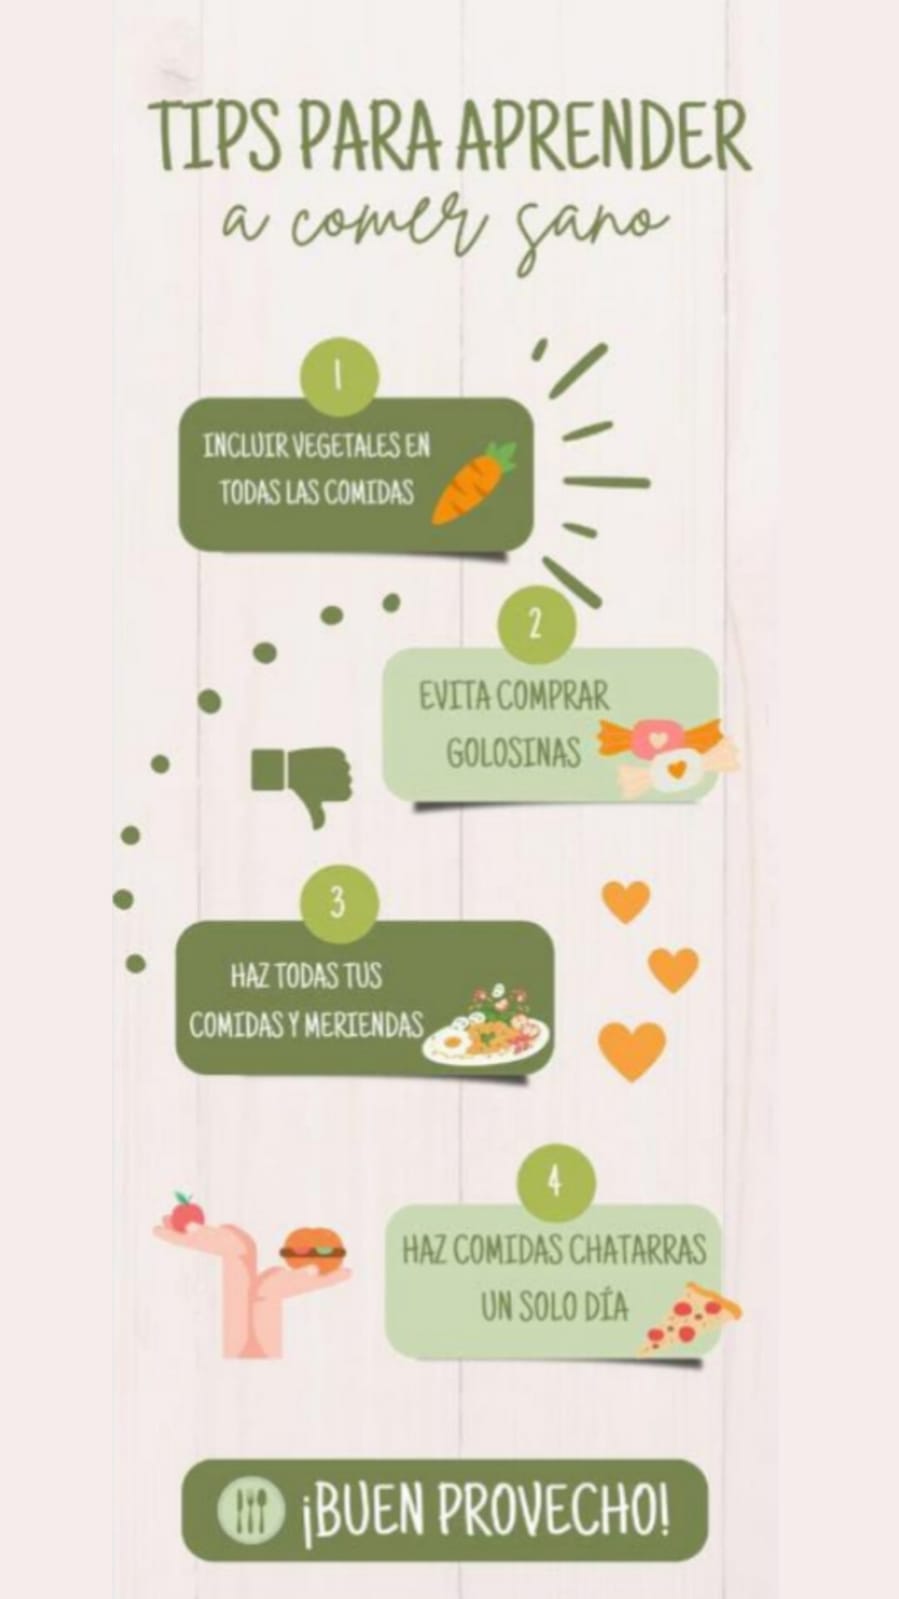 TIPS PARA APRENDER
a comer sano
1
INCLUIR VEGETALES EN
TODAS LAS COMIDAS
2
EVITA COMPRAR
GOLOSINAS
3
HAZ TODAS TUS
COMIDAS Y MERIENDAS
4
HAZ COMIDAS CHATARRAS
UN SOLO DÍA
¡BUEN PROVECHO!